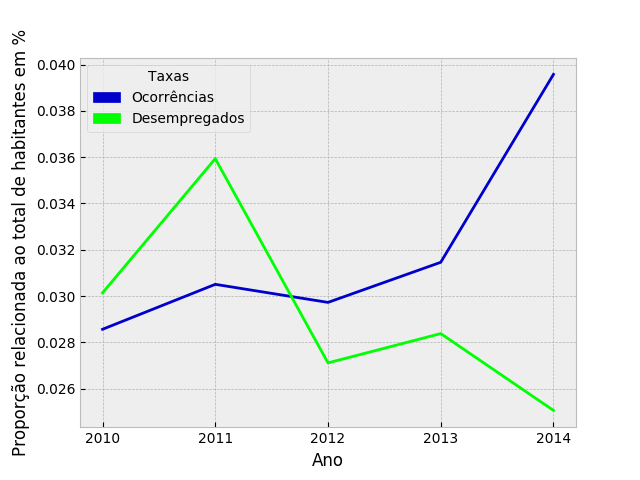 Proporção relacionada ao total de habitantes em %
0.040
0.038
0.036
0.034
0.032
0.030
0.028
0.026
Taxas
Ocorrências
Desempregados
2010 2011 2012 2013 2014
Ano